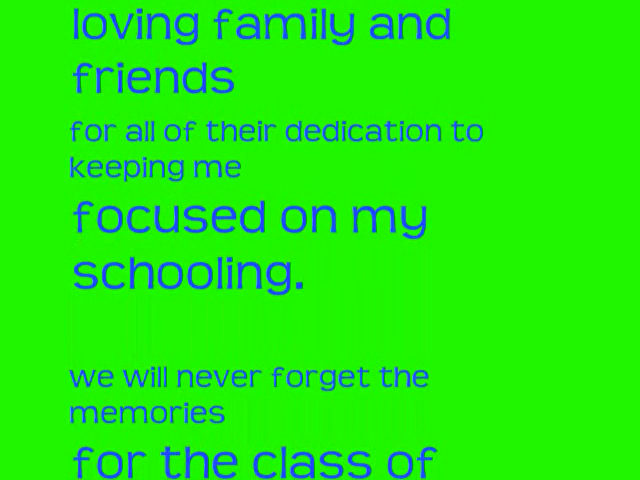 loving family and
friends
for all of their dedication to
keeping me
focused on my
schooling.
we will never forget the
memories
for the class of